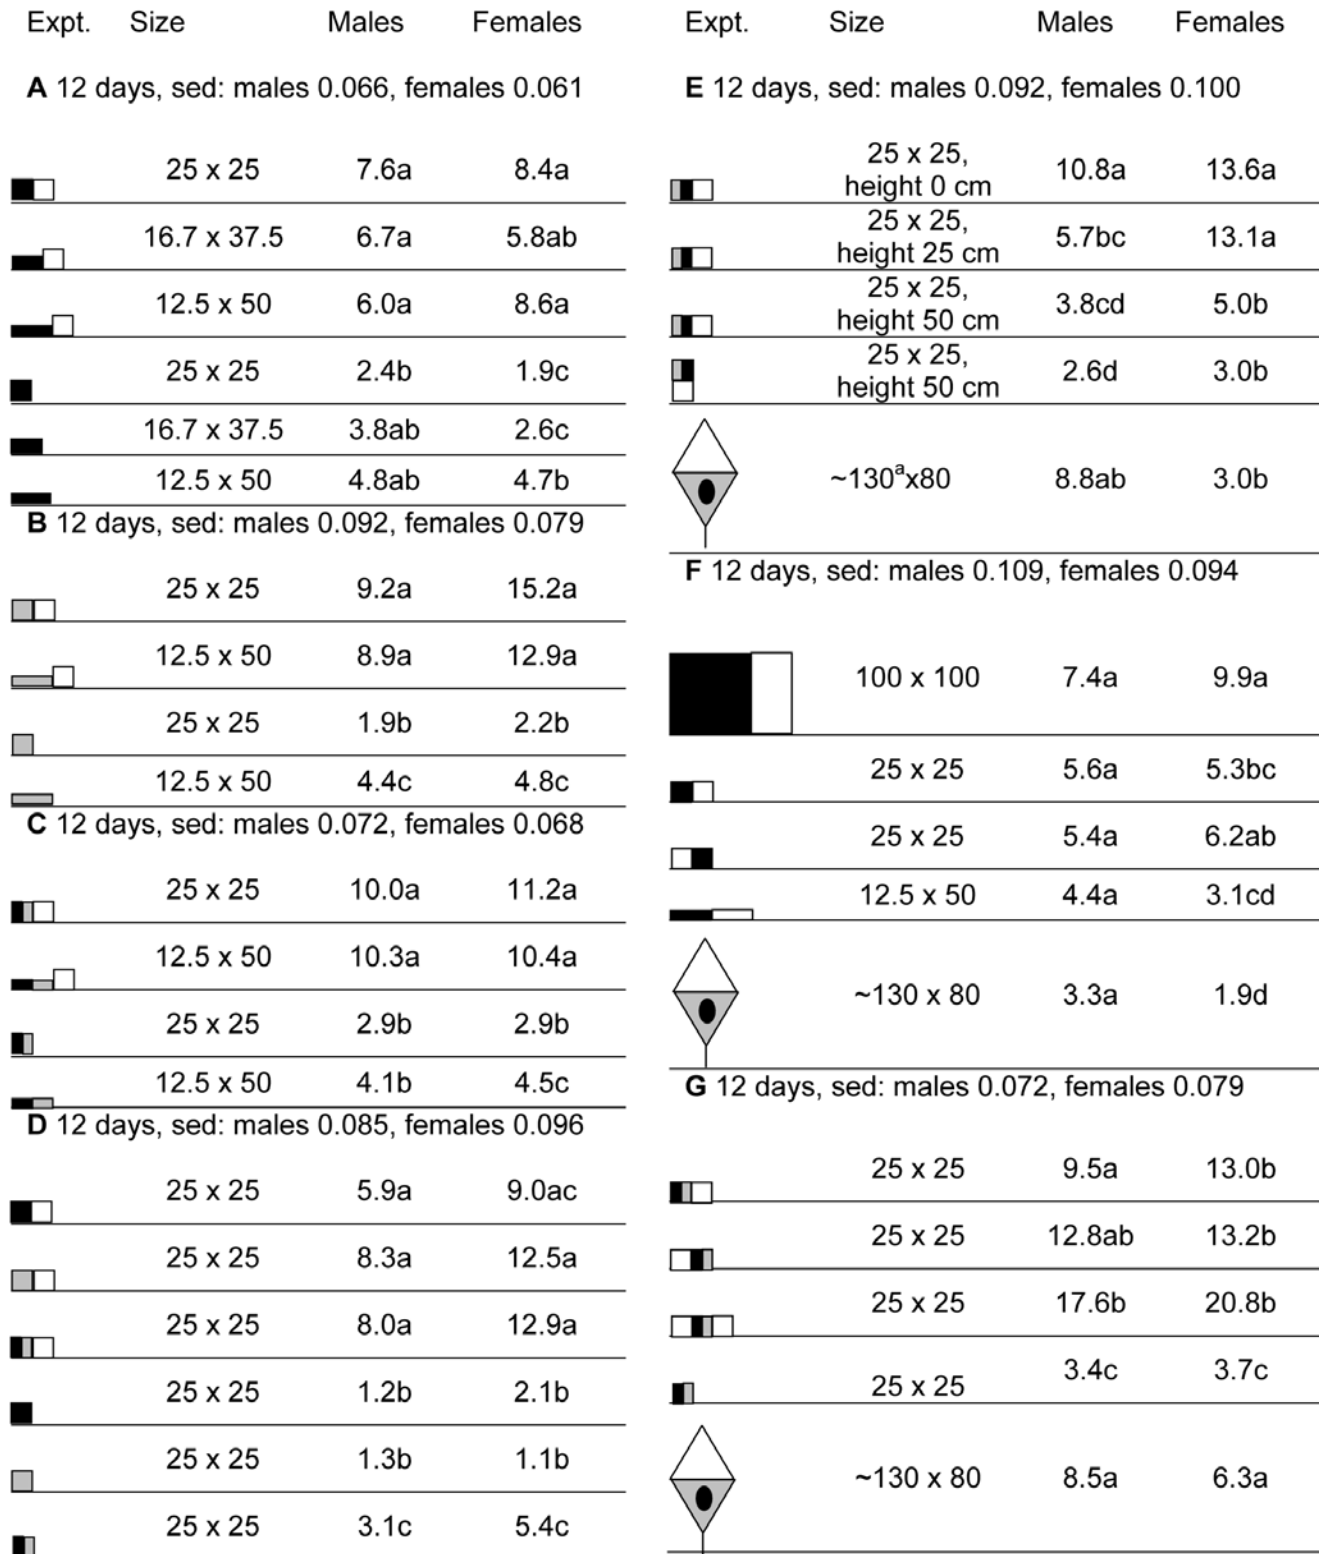 Expt. Size Males Females
A 12 days, sed: males 0.066, females 0.061
25 x 25 7.6a 8.4a
16.7 x 37.5 6.7a 5.8ab
12.5 x 50 6.0a 8.6a
25 x 25 2.4b 1.9c
16.7 x 37.5 3.8ab 2.6c
12.5 x 50 4.8ab 4.7b
B 12 days, sed: males 0.092, females 0.079
25 x 25 9.2a 15.2a
12.5 x 50 8.9a 12.9a
25 x 25 1.9b 2.2b
12.5 x 50 4.4c 4.8c
C 12 days, sed: males 0.072, females 0.068
25 x 25 10.0a 11.2a
12.5 x 50 10.3a 10.4a
25 x 25 2.9b 2.9b
12.5 x 50 4.1b 4.5c
D 12 days, sed: males 0.085, females 0.096
25 x 25 5.9a 9.0ac
25 x 25 8.3a 12.5a
25 x 25 8.0a 12.9a
25 x 25 1.2b 2.1b
25 x 25 1.3b 1.1b
25 x 25 3.1c 5.4c
Expt. Size Males Females
E 12 days, sed: males 0.092, females 0.100
25 x 25,
height 0 cm 10.8a 13.6a
25 x 25,
height 25 cm 5.7bc 13.1a
25 x 25,
height 50 cm 3.8cd 5.0b
25 x 25,
height 50 cm 2.6d 3.0b
~130ᵃx80 8.8ab 3.0b
F 12 days, sed: males 0.109, females 0.094
100 x 100 7.4a 9.9a
25 x 25 5.6a 5.3bc
25 x 25 5.4a 6.2ab
12.5 x 50 4.4a 3.1cd
~130 x 80 3.3a 1.9d
G 12 days, sed: males 0.072, females 0.079
25 x 25 9.5a 13.0b
25 x 25 12.8ab 13.2b
25 x 25 17.6b 20.8b
25 x 25 3.4c 3.7c
~130 x 80 8.5a 6.3a